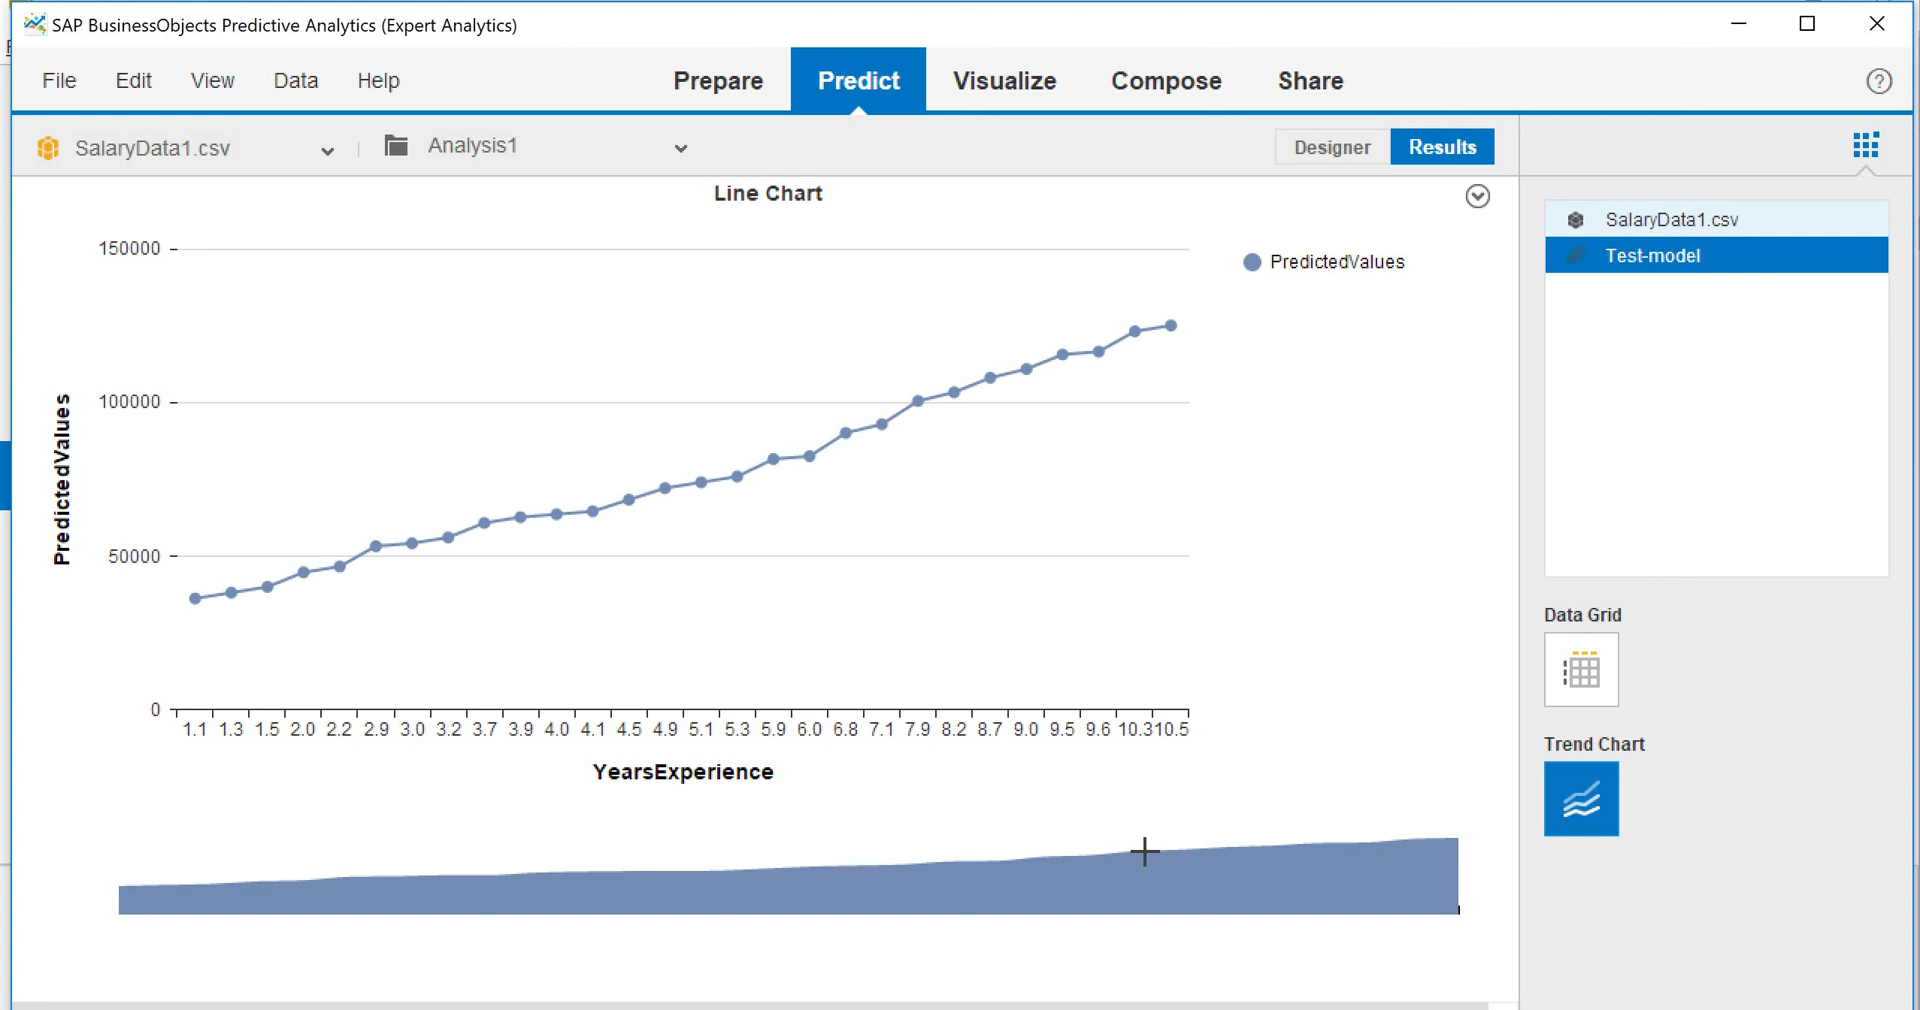 SAP BusinessObjects Predictive Analytics (Expert Analytics)
File Edit View Data Help Prepare Predict Visualize Compose Share ?
SalaryData1.csv Analysis1 Designer Results
Line Chart
150000
100000
50000
0
PredictedValues
PredictedValues
1.1 1.3 1.5 2.0 2.2 2.9 3.0 3.2 3.7 3.9 4.0 4.1 4.5 4.9 5.1 5.3 5.9 6.0 6.8 7.1 7.9 8.2 8.7 9.0 9.5 9.6 10.3 10.5
YearsExperience
SalaryData1.csv
Test-model
Data Grid
Trend Chart